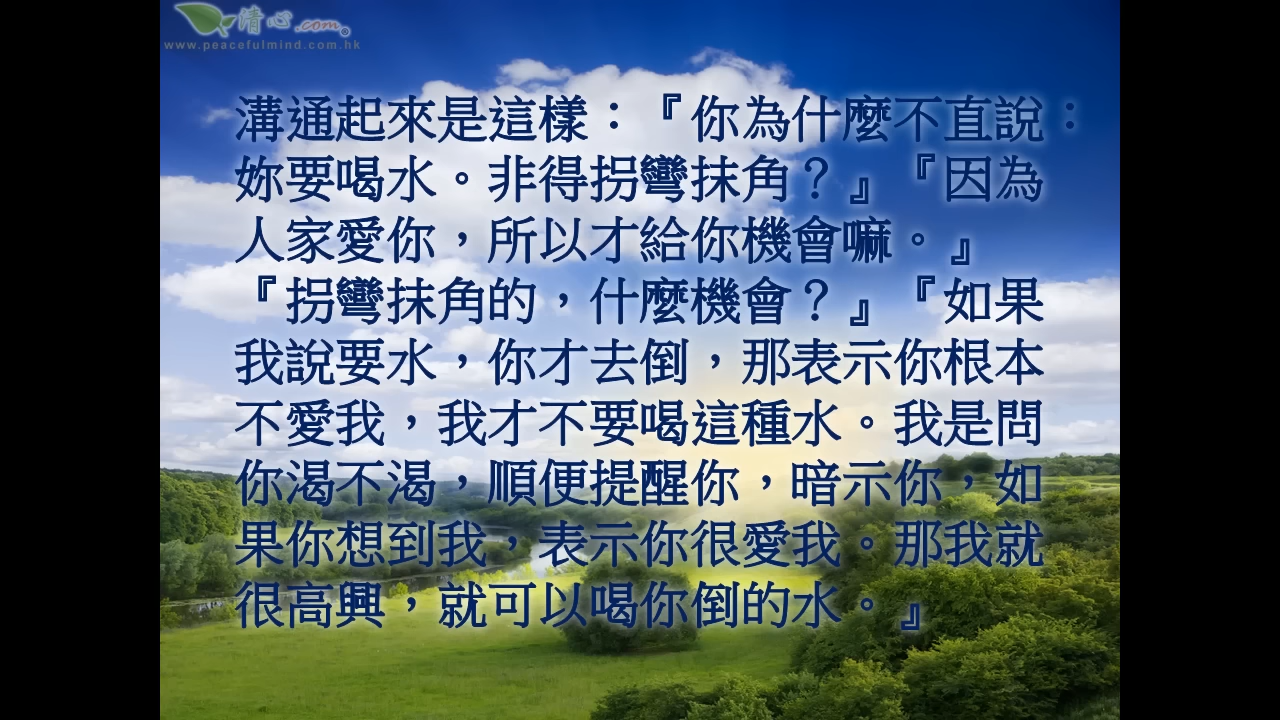 清心.com
www.peacefulmind.com.hk
溝通起來是這樣：『你為什麼不直說：
妳要喝水。非得拐彎抹角？』『因為
人家愛你，所以才給你機會嘛。』
『拐彎抹角的，什麼機會？』『如果
我說要水，你才去倒，那表示你根本
不愛我，我才不要喝這種水。我是問
你渴不渴，順便提醒你，暗示你，如
果你想到我，表示你很愛我。那我就
很高興，就可以喝你倒的水。』